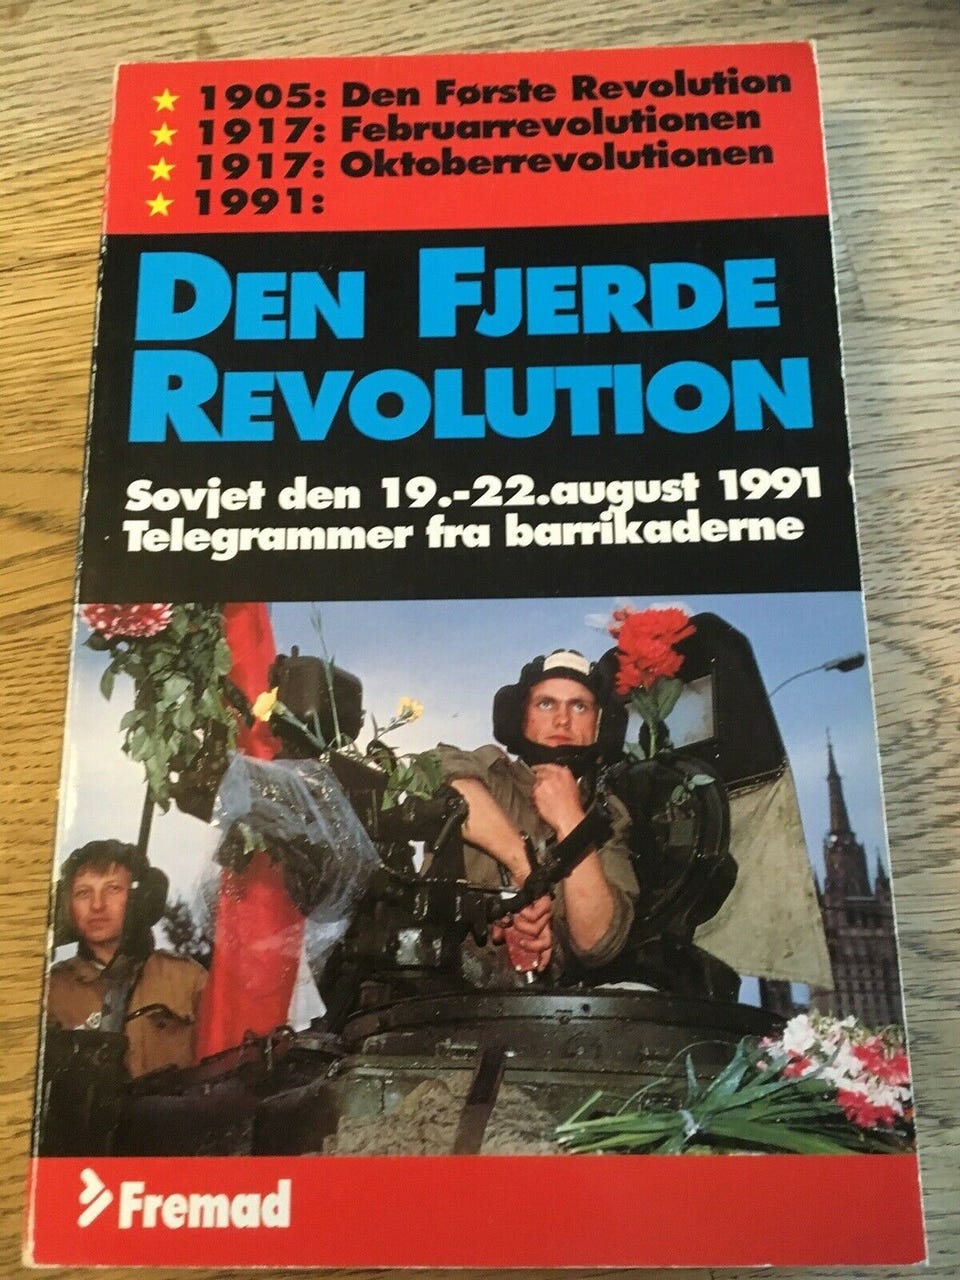 1905: Den Første Revolution
1917: Februarrevolutionen
1917: Oktoberrevolutionen
1991:
DEN FJERDE
REVOLUTION
Sovjet den 19.-22.august 1991
Telegrammer fra barrikaderne
Fremad